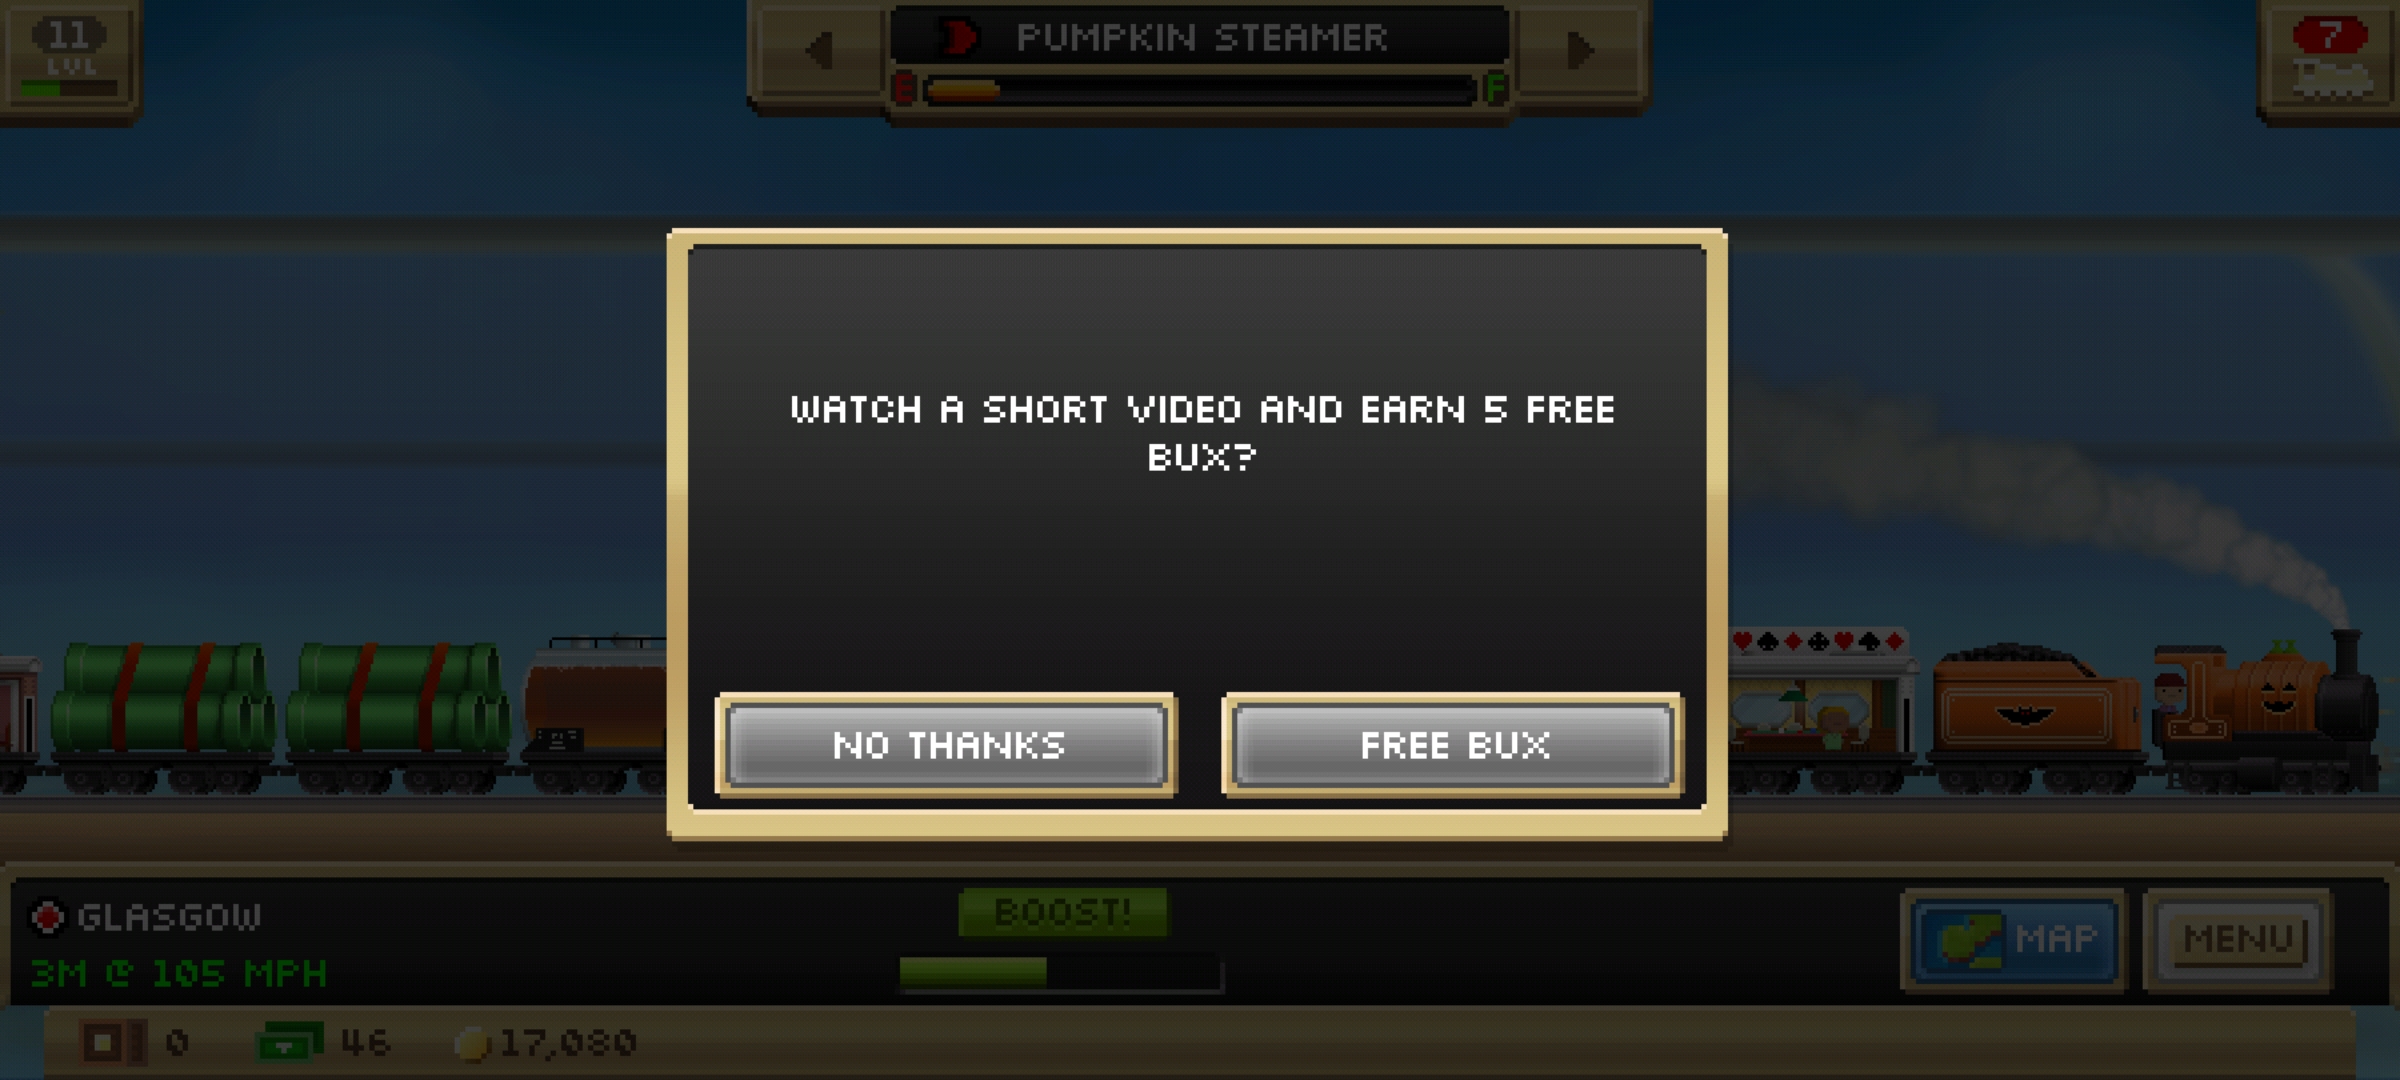 11
LVL
PUMPKIN STEAMER
E F
7
WATCH A SHORT VIDEO AND EARN 5 FREE
BUX?
NO THANKS
FREE BUX
GLASGOW
3M @ 105 MPH
BOOST!
MAP
MENU
0 46 17,080